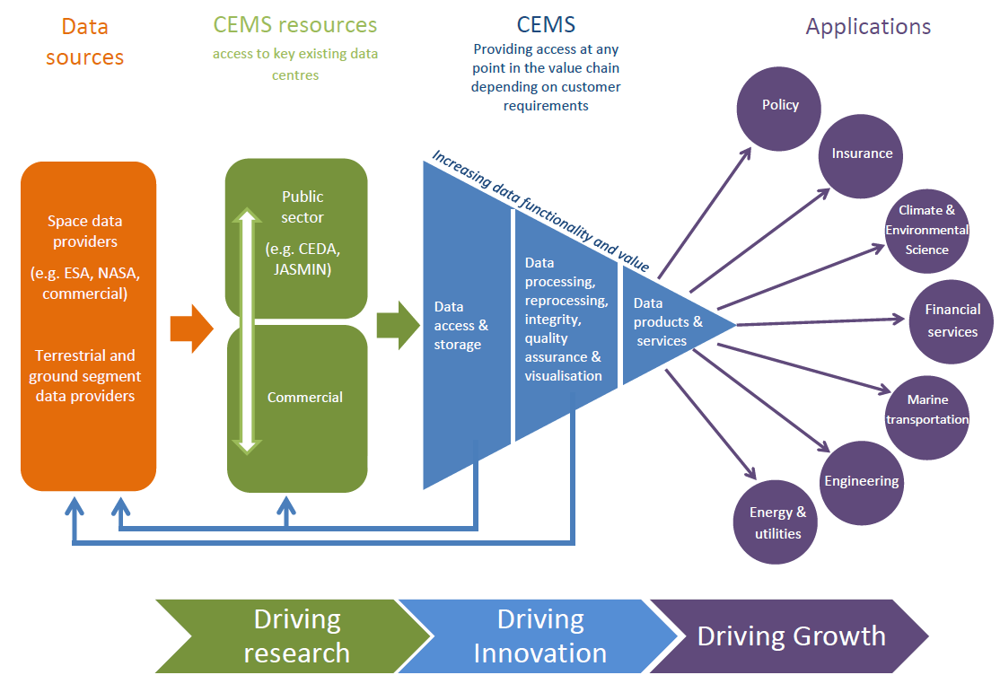 Data
sources
CEMS resources
access to key existing data
centres
CEMS
Providing access at any
point in the value chain
depending on customer
requirements
Applications
Space data
providers
(e.g. ESA, NASA,
commercial)
Terrestrial and
ground segment
data providers
Public
sector
(e.g. CEDA,
JASMIN)
Commercial
Increasing data functionality and value
Data
access &
storage
Data
processing,
reprocessing,
integrity,
quality
assurance &
visualisation
Data
products &
services
Policy
Insurance
Climate &
Environmental
Science
Financial
services
Marine
transportation
Engineering
Energy &
utilities
Driving
research
Driving
Innovation
Driving Growth